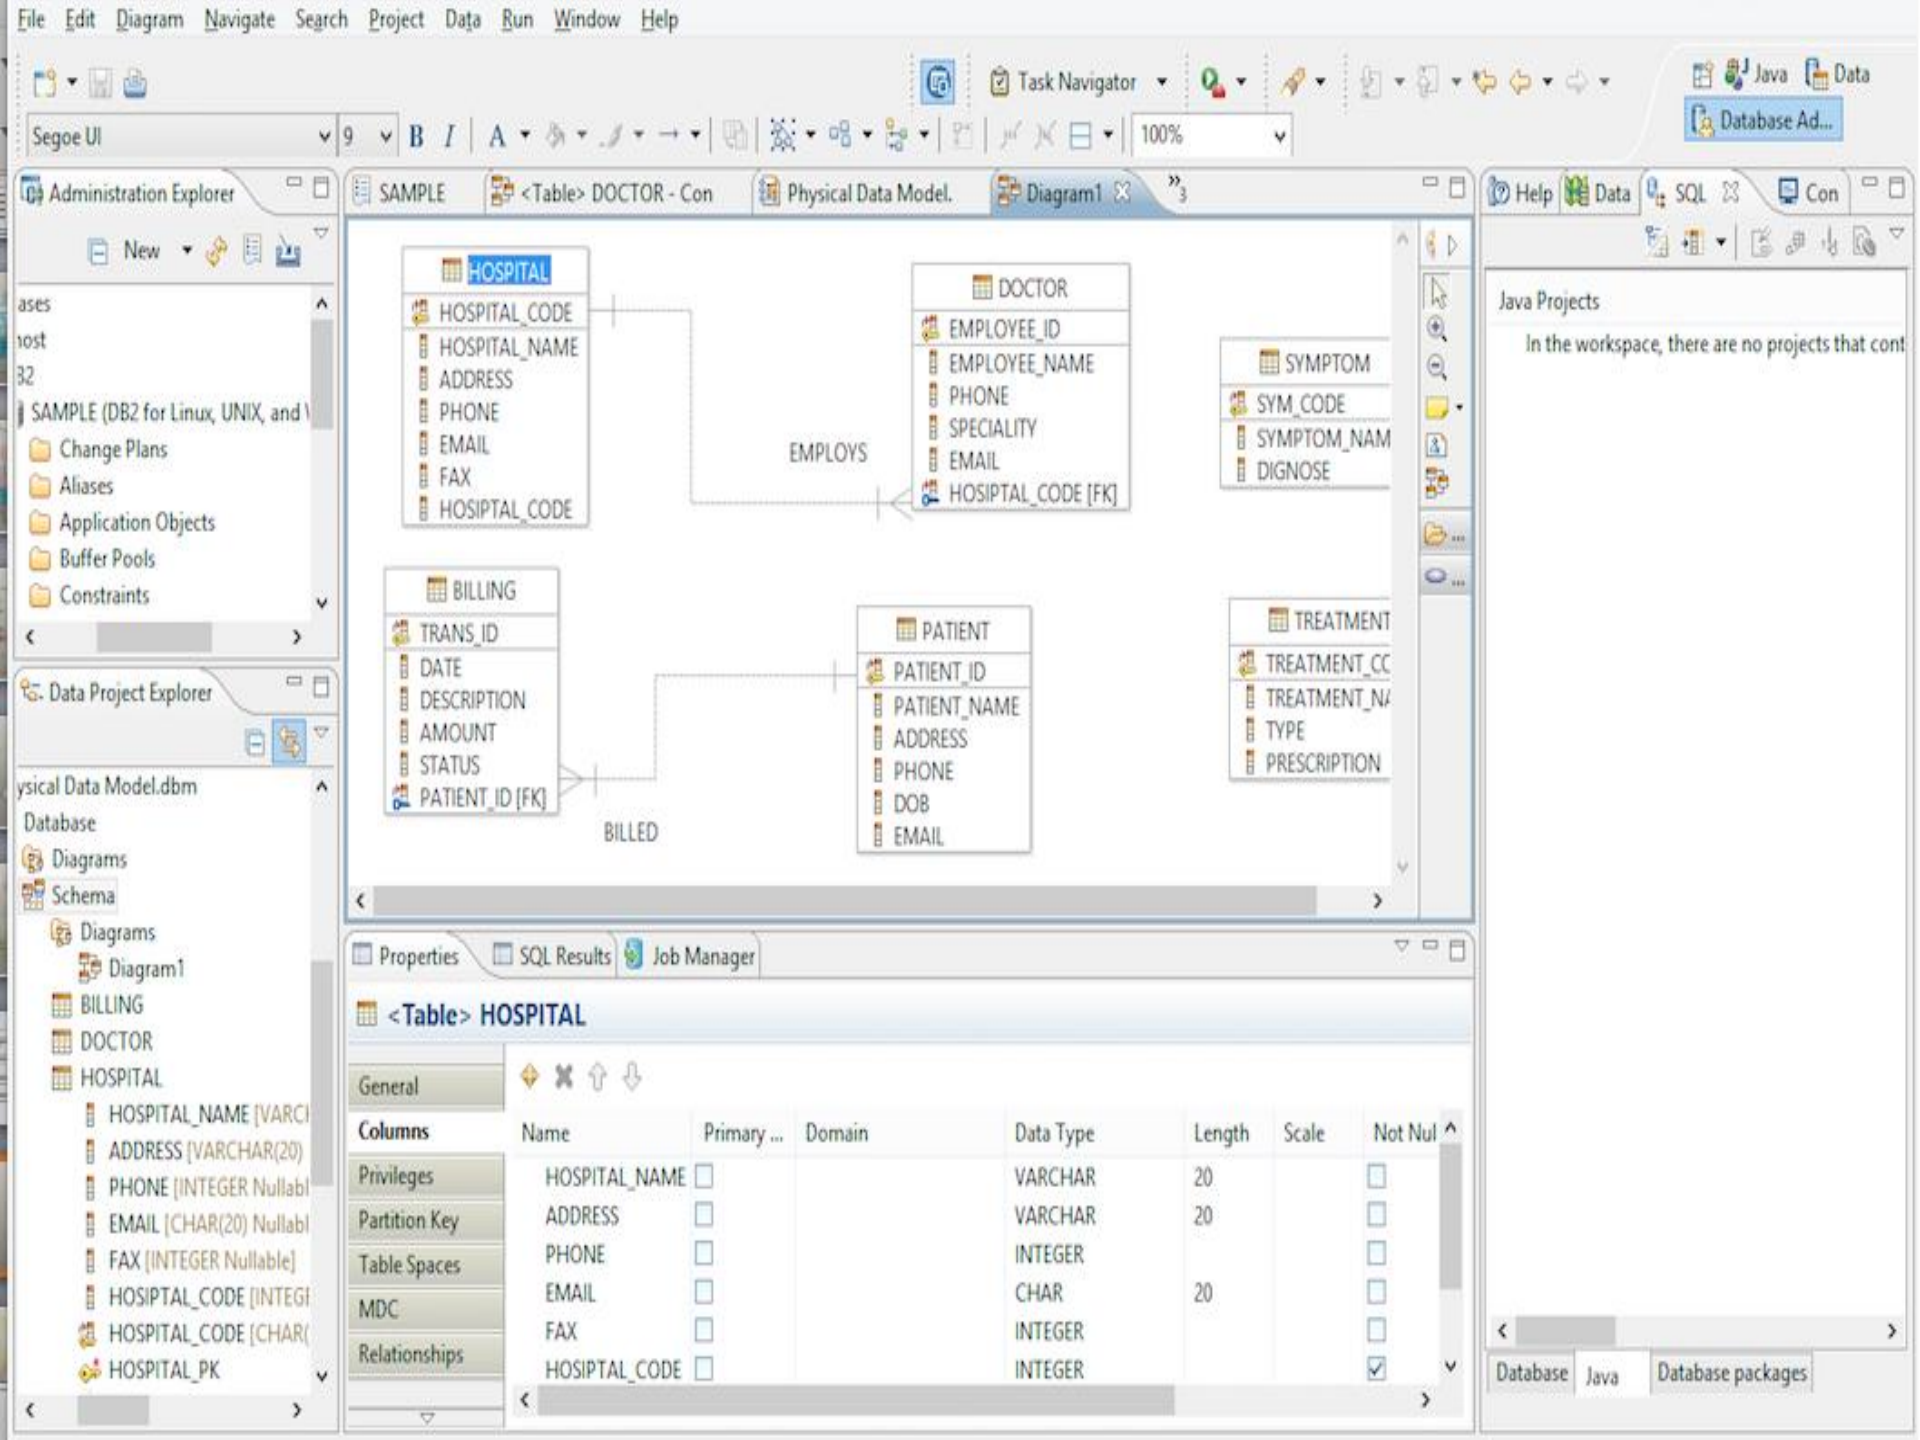 File Edit Diagram Navigate Search Project Data Run Window Help
Task Navigator
Java Data
Segoe UI 9 B I A 100%
Database Ad...
Administration Explorer
New
ases
host
32
SAMPLE (DB2 for Linux, UNIX, and
Change Plans
Aliases
Application Objects
Buffer Pools
Constraints
Data Project Explorer
ysical Data Model.dbm
Database
Diagrams
Schema
Diagrams
Diagram1
BILLING
DOCTOR
HOSPITAL
HOSPITAL_NAME [VARCH
ADDRESS [VARCHAR(20)
PHONE [INTEGER Nullabl
EMAIL [CHAR(20) Nullabl
FAX [INTEGER Nullable]
HOSIPTAL_CODE [INTEGE
HOSPITAL_CODE [CHAR(
HOSPITAL_PK
SAMPLE <Table> DOCTOR - Con Physical Data Model. Diagram1 »3
HOSPITAL
HOSPITAL_CODE
HOSPITAL_NAME
ADDRESS
PHONE
EMAIL
FAX
HOSIPTAL_CODE
EMPLOYS
DOCTOR
EMPLOYEE_ID
EMPLOYEE_NAME
PHONE
SPECIALITY
EMAIL
HOSIPTAL_CODE [FK]
SYMPTOM
SYM_CODE
SYMPTOM_NAM
DIGNOSE
BILLING
TRANS_ID
DATE
DESCRIPTION
AMOUNT
STATUS
PATIENT_ID [FK]
BILLED
PATIENT
PATIENT_ID
PATIENT_NAME
ADDRESS
PHONE
DOB
EMAIL
TREATMENT
TREATMENT_CO
TREATMENT_NA
TYPE
PRESCRIPTION
Properties SQL Results Job Manager
<Table> HOSPITAL
General
Columns
Privileges
Partition Key
Table Spaces
MDC
Relationships
Name Primary ... Domain Data Type Length Scale Not Nul
HOSPITAL_NAME VARCHAR 20
ADDRESS VARCHAR 20
PHONE INTEGER
EMAIL CHAR 20
FAX INTEGER
HOSIPTAL_CODE INTEGER
Help Data SQL Con
Java Projects
In the workspace, there are no projects that cont
Database Java Database packages